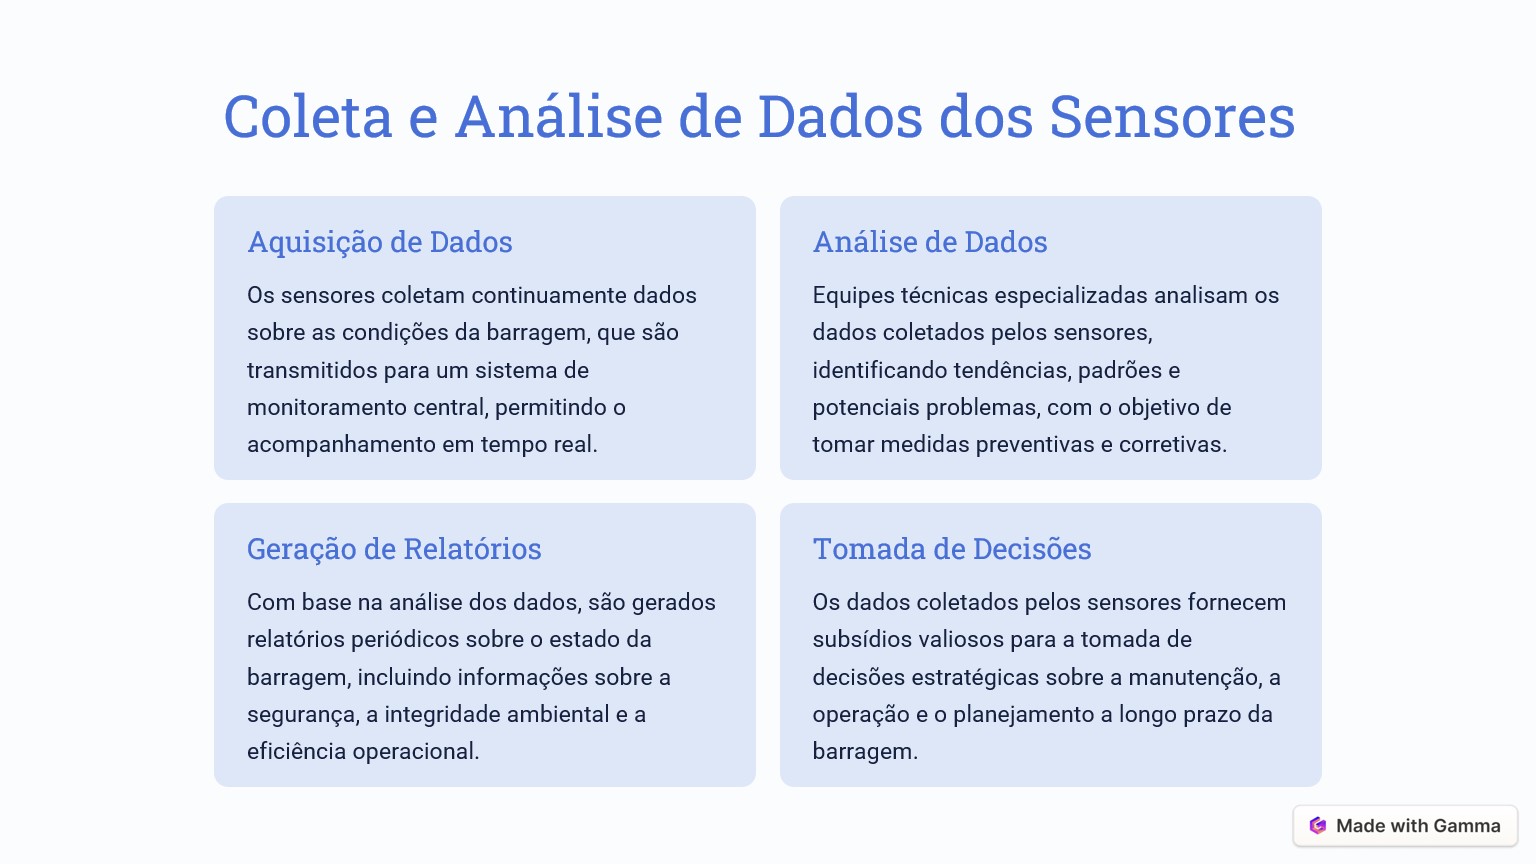 Coleta e Análise de Dados dos Sensores
Aquisição de Dados
Os sensores coletam continuamente dados
sobre as condições da barragem, que são
transmitidos para um sistema de
monitoramento central, permitindo o
acompanhamento em tempo real.
Análise de Dados
Equipes técnicas especializadas analisam os
dados coletados pelos sensores,
identificando tendências, padrões e
potenciais problemas, com o objetivo de
tomar medidas preventivas e corretivas.
Geração de Relatórios
Com base na análise dos dados, são gerados
relatórios periódicos sobre o estado da
barragem, incluindo informações sobre a
segurança, a integridade ambiental e a
eficiência operacional.
Tomada de Decisões
Os dados coletados pelos sensores fornecem
subsídios valiosos para a tomada de
decisões estratégicas sobre a manutenção, a
operação e o planejamento a longo prazo da
barragem.
Made with Gamma